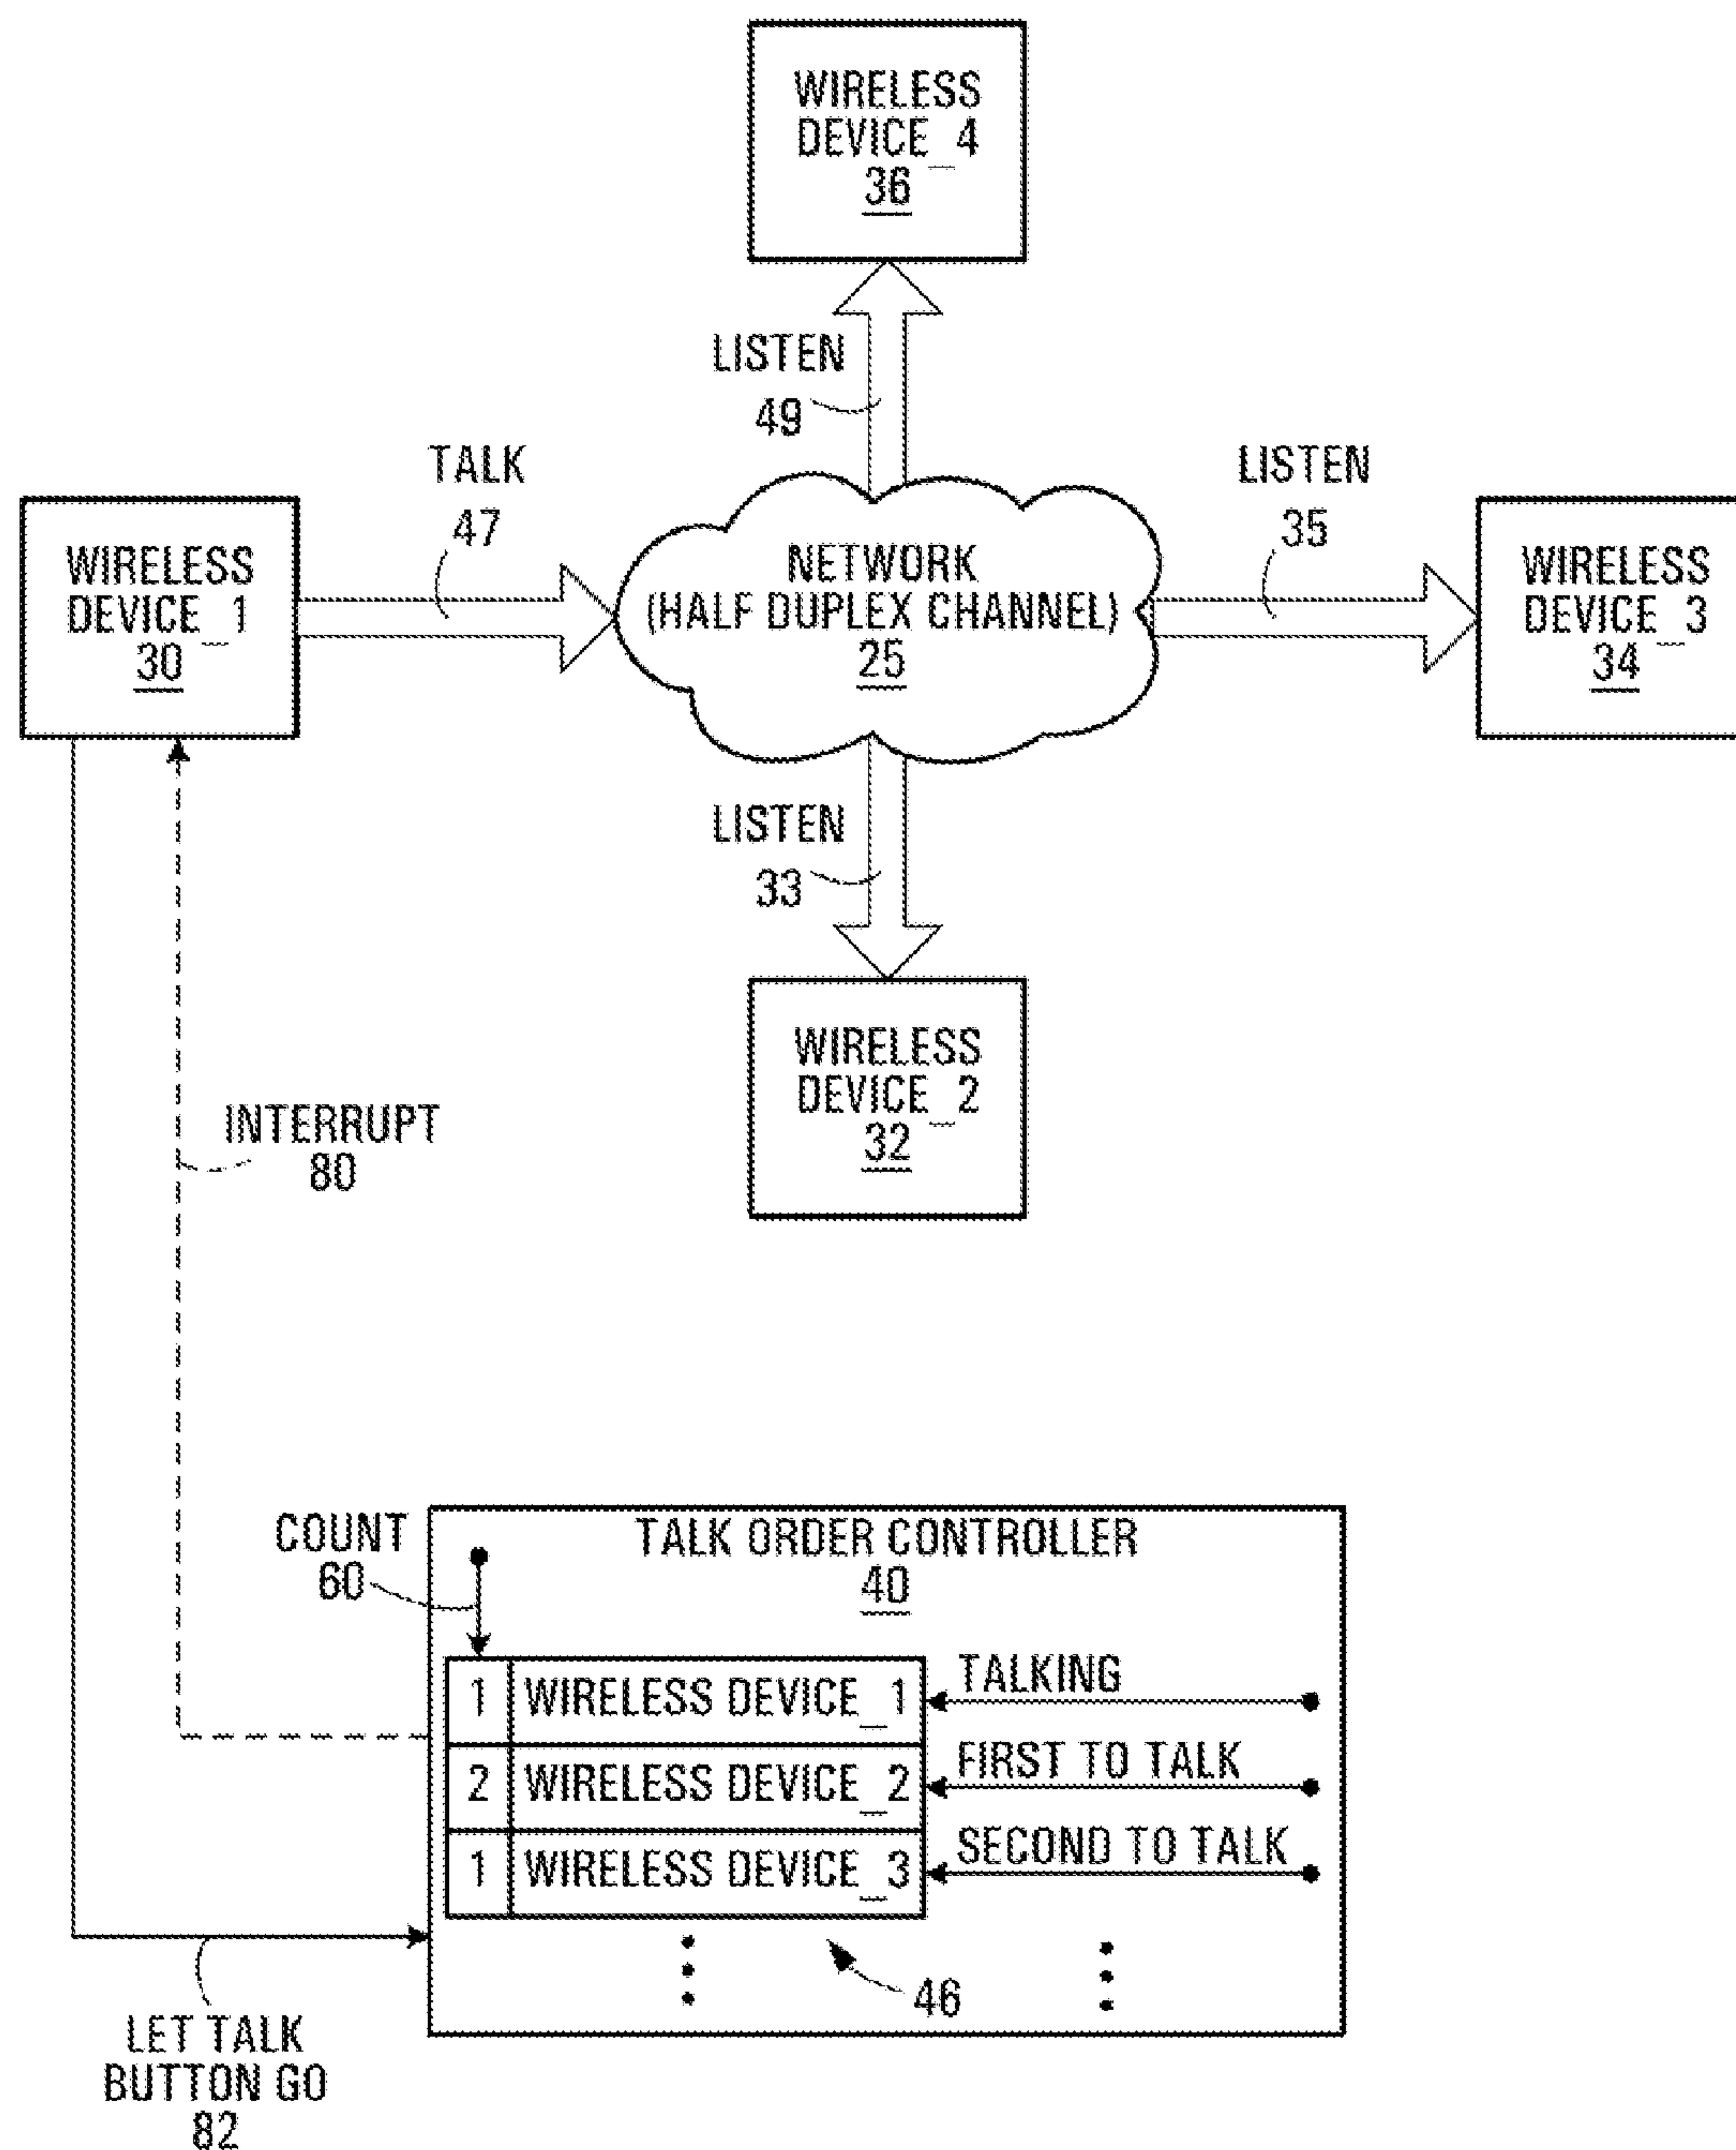 WIRELESS
DEVICE_4
36
LISTEN
49
TALK
47
LISTEN
35
WIRELESS
DEVICE_1
30
NETWORK
(HALF DUPLEX CHANNEL)
25
WIRELESS
DEVICE_3
34
LISTEN
33
WIRELESS
DEVICE_2
32
INTERRUPT
80
COUNT
60
TALK ORDER CONTROLLER
40
1 WIRELESS DEVICE_1 TALKING
2 WIRELESS DEVICE_2 FIRST TO TALK
1 WIRELESS DEVICE_3 SECOND TO TALK
46
LET TALK
BUTTON GO
82